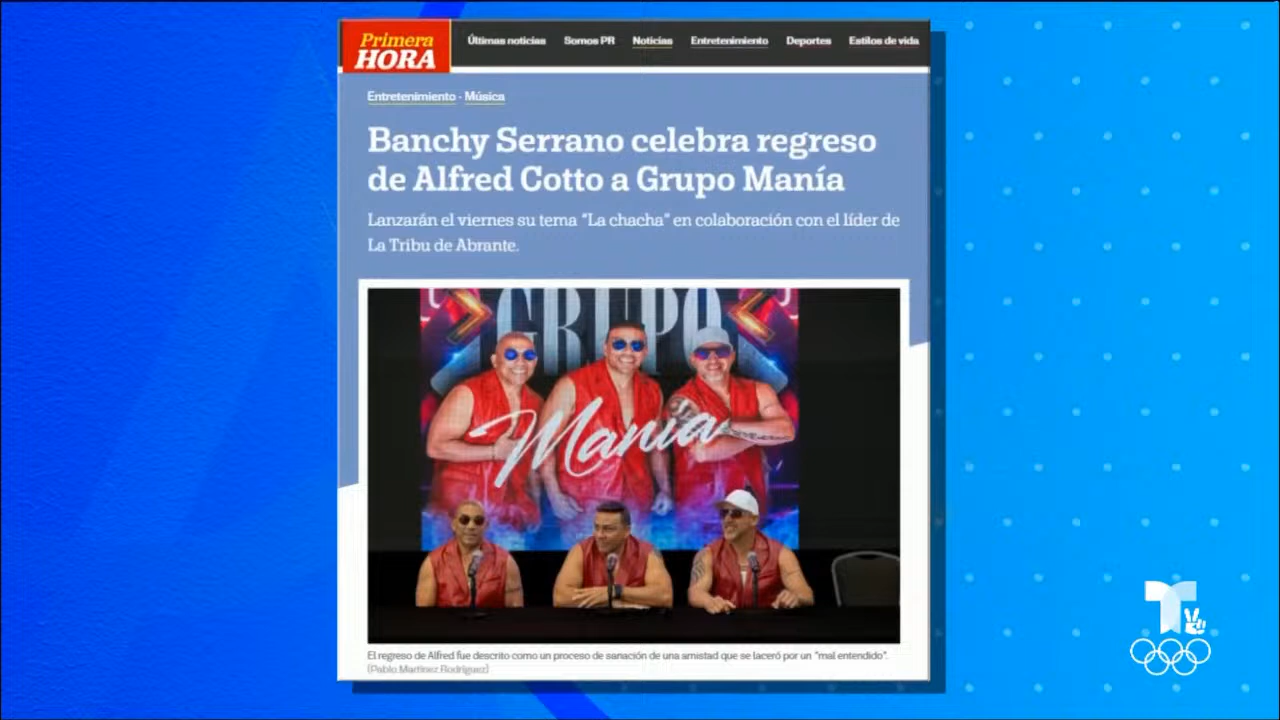 Primera
HORA
Últimas noticias Somos PR Noticias Entretenimiento Deportes Estilos de vida
Entretenimiento - Música
Banchy Serrano celebra regreso
de Alfred Cotto a Grupo Manía
Lanzarán el viernes su tema "La chacha" en colaboración con el líder de
La Tribu de Abrante.
GRUPO
Manía
El regreso de Alfred fue descrito como un proceso de sanación de una amistad que se laceró por un "mal entendido".
(Pablo Martínez Rodríguez)
T